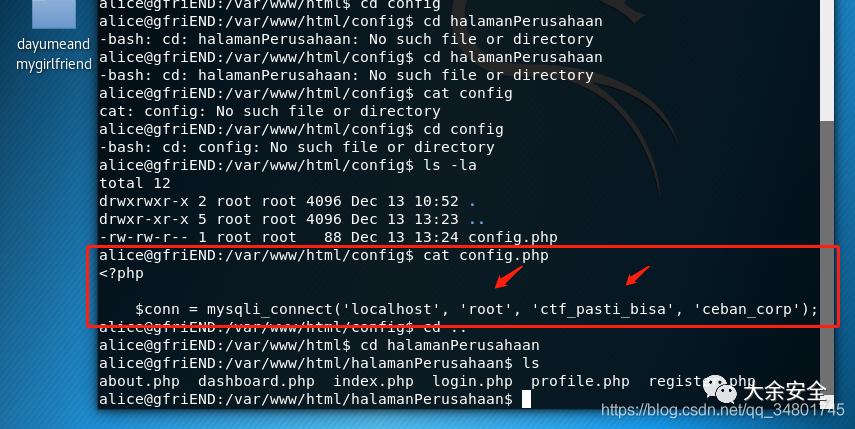 dayumeand
mygirlfriend
alice@gfriEND:/var/www/html$ cd config
alice@gfriEND:/var/www/html/config$ cd halamanPerusahaan
-bash: cd: halamanPerusahaan: No such file or directory
alice@gfriEND:/var/www/html/config$ cd halamanPerusahaan
-bash: cd: halamanPerusahaan: No such file or directory
alice@gfriEND:/var/www/html/config$ cat config
cat: config: No such file or directory
alice@gfriEND:/var/www/html/config$ cd config
-bash: cd: config: No such file or directory
alice@gfriEND:/var/www/html/config$ ls -la
total 12
drwxrwxr-x 2 root root 4096 Dec 13 10:52 .
drwxr-xr-x 5 root root 4096 Dec 13 13:23 ..
-rw-rw-r-- 1 root root   88 Dec 13 13:24 config.php
alice@gfriEND:/var/www/html/config$ cat config.php
<?php
    $conn = mysqli_connect('localhost', 'root', 'ctf_pasti_bisa', 'ceban_corp');
alice@gfriEND:/var/www/html/config$ cd ..
alice@gfriEND:/var/www/html$ cd halamanPerusahaan
alice@gfriEND:/var/www/html/halamanPerusahaan$ ls
about.php  dashboard.php  index.php  login.php  profile.php  register.php
alice@gfriEND:/var/www/html/halamanPerusahaan$
大余安全
https://blog.csdn.net/qq_34801745